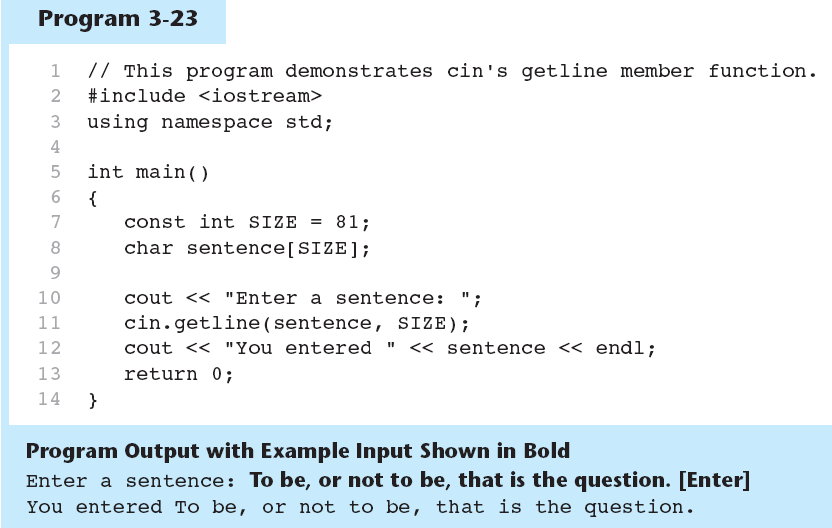 Program 3-23
1 // This program demonstrates cin's getline member function.
2 #include <iostream>
3 using namespace std;
4
5 int main()
6 {
7 const int SIZE = 81;
8 char sentence[SIZE];
9
10 cout << "Enter a sentence: ";
11 cin.getline(sentence, SIZE);
12 cout << "You entered " << sentence << endl;
13 return 0;
14 }
Program Output with Example Input Shown in Bold
Enter a sentence: To be, or not to be, that is the question. [Enter]
You entered To be, or not to be, that is the question.